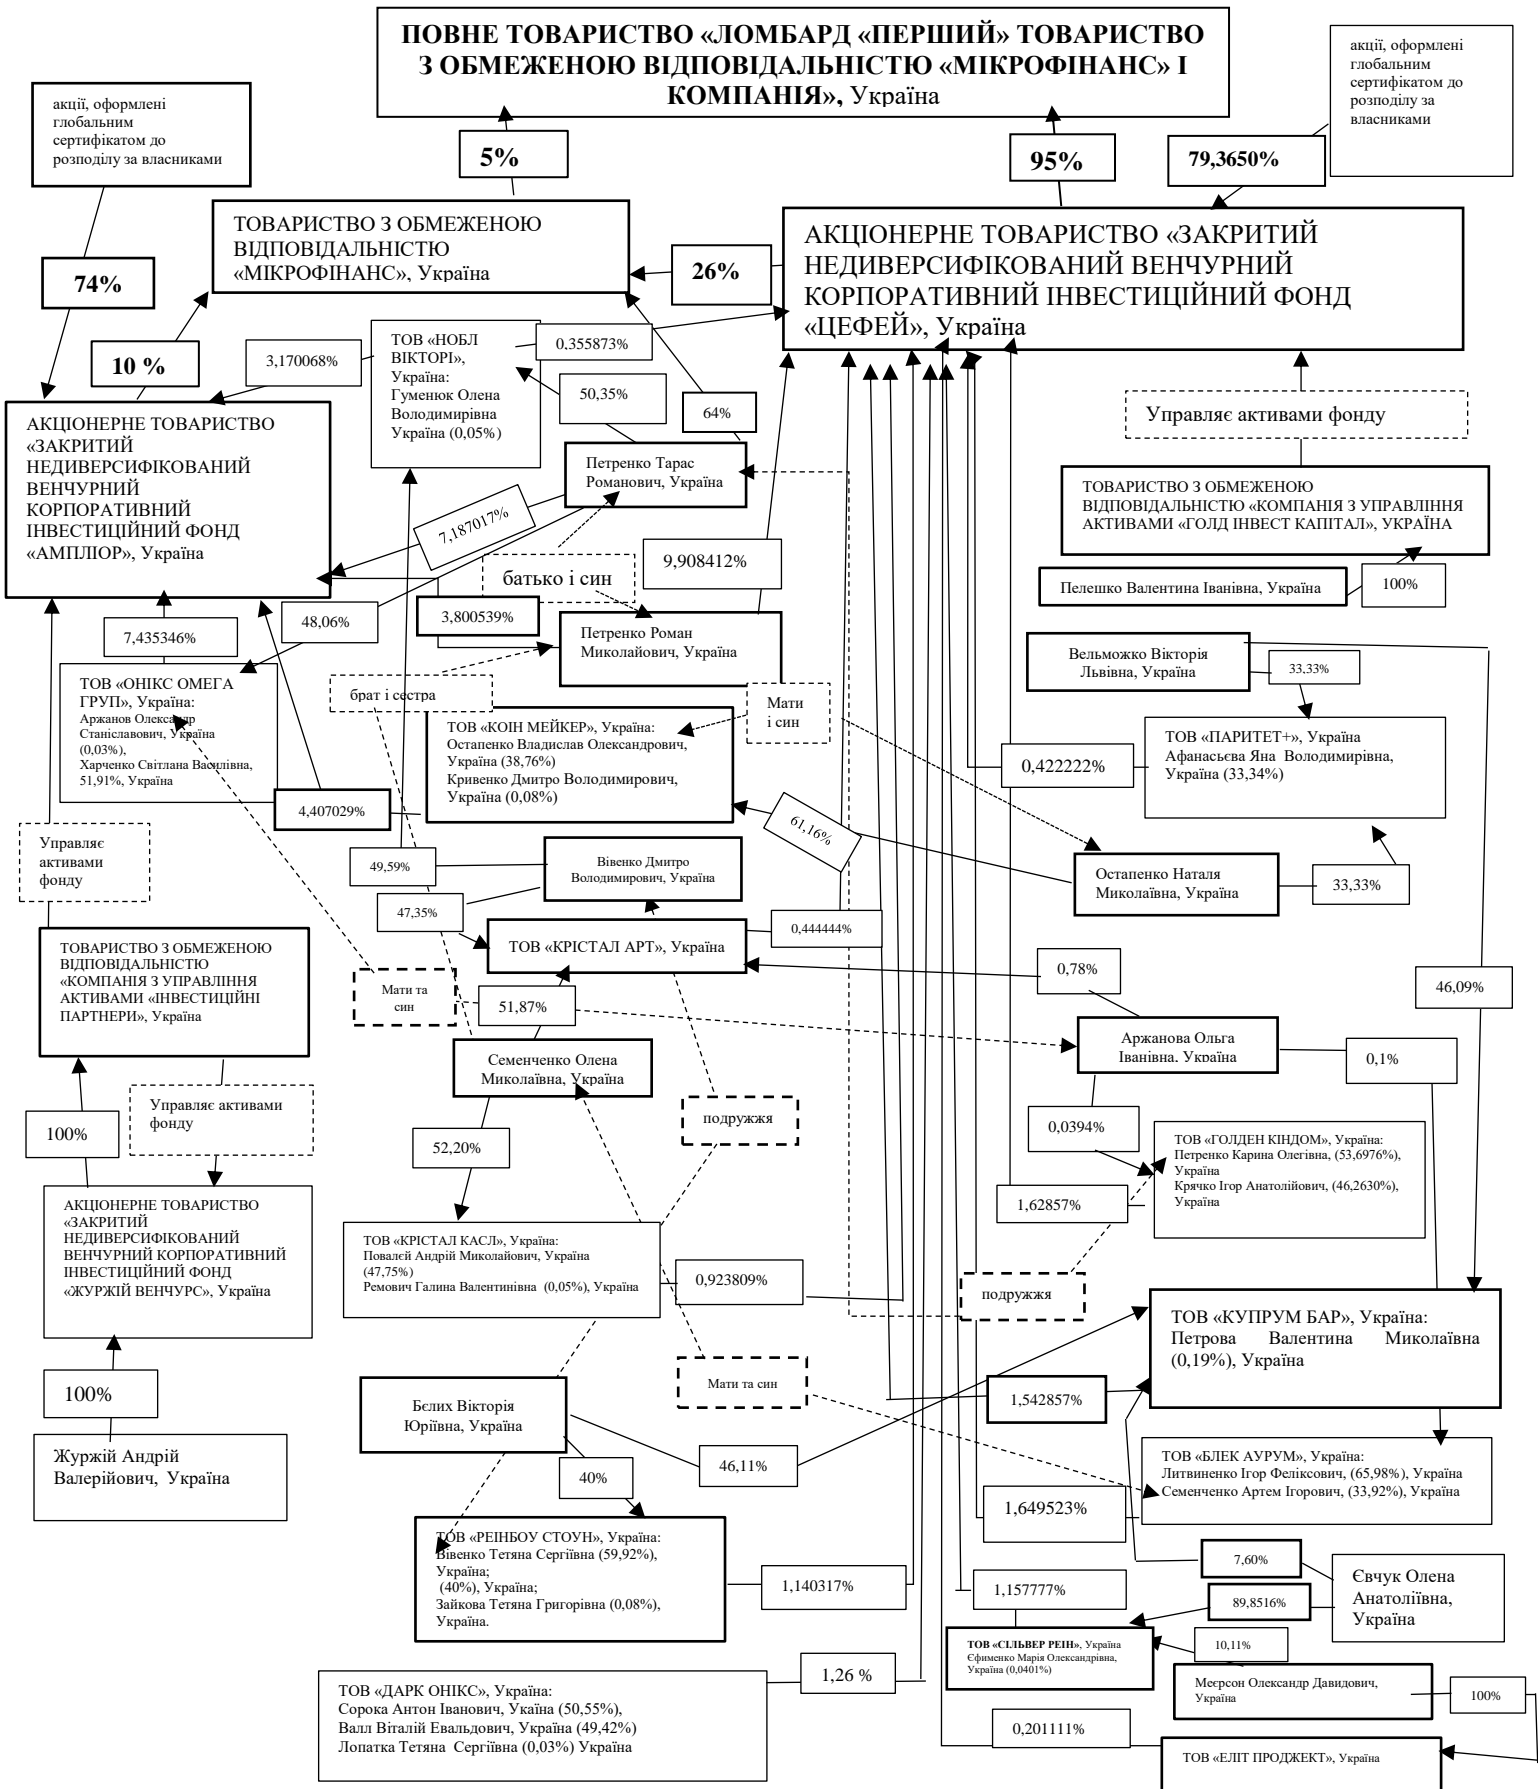 ПОВНЕ ТОВАРИСТВО «ЛОМБАРД «ПЕРШИЙ» ТОВАРИСТВО
З ОБМЕЖЕНОЮ ВІДПОВІДАЛЬНІСТЮ «МІКРОФІНАНС» І
КОМПАНІЯ», Україна
акції, оформлені
глобальним
сертифікатом до
розподілу за
власниками
акції, оформлені
глобальним
сертифікатом до
розподілу за власниками
5%
95%
79,3650%
ТОВАРИСТВО З ОБМЕЖЕНОЮ
ВІДПОВІДАЛЬНІСТЮ
«МІКРОФІНАНС», Україна
АКЦІОНЕРНЕ ТОВАРИСТВО «ЗАКРИТИЙ
НЕДИВЕРСИФІКОВАНИЙ ВЕНЧУРНИЙ
КОРПОРАТИВНИЙ ІНВЕСТИЦІЙНИЙ ФОНД
«ЦЕФЕЙ», Україна
74%
26%
10 %
3,170068%
ТОВ «НОБЛ
ВІКТОРІ»,
Україна:
Гуменюк Олена
Володимирівна
Україна (0,05%)
0,355873%
50,35%
64%
Управляє активами фонду
АКЦІОНЕРНЕ ТОВАРИСТВО
«ЗАКРИТИЙ
НЕДИВЕРСИФІКОВАНИЙ
ВЕНЧУРНИЙ
КОРПОРАТИВНИЙ
ІНВЕСТИЦІЙНИЙ ФОНД
«АМПЛІОР», Україна
Петренко Тарас
Романович, Україна
ТОВАРИСТВО З ОБМЕЖЕНОЮ
ВІДПОВІДАЛЬНІСТЮ «КОМПАНІЯ З УПРАВЛІННЯ
АКТИВАМИ «ГОЛД ІНВЕСТ КАПІТАЛ», УКРАЇНА
7,187017%
9,908412%
батько і син
Пелешко Валентина Іванівна, Україна
100%
3,800539%
48,06%
7,435346%
Петренко Роман
Миколайович, Україна
Вельможко Вікторія
Львівна, Україна
33,33%
ТОВ «ОНІКС ОМЕГА
ГРУП», Україна:
Аржанов Олександр
Станіславович, Україна
(0,03%),
Харченко Світлана Василівна,
51,91%, Україна
брат і сестра
Мати
і син
ТОВ «КОІН МЕЙКЕР», Україна:
Остапенко Владислав Олександрович,
Україна (38,76%)
Кривенко Дмитро Володимирович,
Україна (0,08%)
ТОВ «ПАРИТЕТ+», Україна
Афанасьєва Яна Володимирівна,
Україна (33,34%)
0,422222%
4,407029%
61,16%
Управляє
активами
фонду
49,59%
Вівенко Дмитро
Володимирович, Україна
Остапенко Наталя
Миколаївна, Україна
33,33%
47,35%
0,444444%
ТОВ «КРІСТАЛ АРТ», Україна
ТОВАРИСТВО З ОБМЕЖЕНОЮ
ВІДПОВІДАЛЬНІСТЮ
«КОМПАНІЯ З УПРАВЛІННЯ
АКТИВАМИ «ІНВЕСТИЦІЙНІ
ПАРТНЕРИ», Україна
0,78%
46,09%
Мати та
син
51,87%
Аржанова Ольга
Іванівна. Україна
0,1%
Семенченко Олена
Миколаївна, Україна
Управляє активами
фонду
100%
подружжя
0,0394%
52,20%
ТОВ «ГОЛДЕН КІНДОМ», Україна:
Петренко Карина Олегівна, (53,6976%),
Україна
Крячко Ігор Анатолійович, (46,2630%),
Україна
1,62857%
АКЦІОНЕРНЕ ТОВАРИСТВО
«ЗАКРИТИЙ
НЕДИВЕРСИФІКОВАНИЙ
ВЕНЧУРНИЙ КОРПОРАТИВНИЙ
ІНВЕСТИЦІЙНИЙ ФОНД
«ЖУРЖІЙ ВЕНЧУРС», Україна
ТОВ «КРІСТАЛ КАСЛ», Україна:
Повалєй Андрій Миколайович, Україна
(47,75%)
Ремович Галина Валентинівна (0,05%), Україна
0,923809%
подружжя
ТОВ «КУПРУМ БАР», Україна:
Петрова Валентина Миколаївна
(0,19%), Україна
100%
Мати та син
1,542857%
Бєлих Вікторія
Юріївна, Україна
Журжій Андрій
Валерійович, Україна
46,11%
40%
ТОВ «БЛЕК АУРУМ», Україна:
Литвиненко Ігор Феліксович, (65,98%), Україна
Семенченко Артем Ігорович, (33,92%), Україна
1,649523%
ТОВ «РЕІНБОУ СТОУН», Україна:
Вівенко Тетяна Сергіївна (59,92%),
Україна;
(40%), Україна;
Зайкова Тетяна Григорівна (0,08%),
Україна.
1,140317%
7,60%
Євчук Олена
Анатоліївна,
Україна
1,157777%
89,8516%
ТОВ «СІЛЬВЕР РЕІН», Україна
Єфименко Марія Олександрівна,
Україна (0,0401%)
10,11%
Меєрсон Олександр Давидович,
Україна
100%
1,26 %
ТОВ «ДАРК ОНІКС», Україна:
Сорока Антон Іванович, Укаїна (50,55%),
Валл Віталій Евальдович, Україна (49,42%)
Лопатка Тетяна Сергіївна (0,03%) Україна
0,201111%
ТОВ «ЕЛІТ ПРОДЖЕКТ», Україна